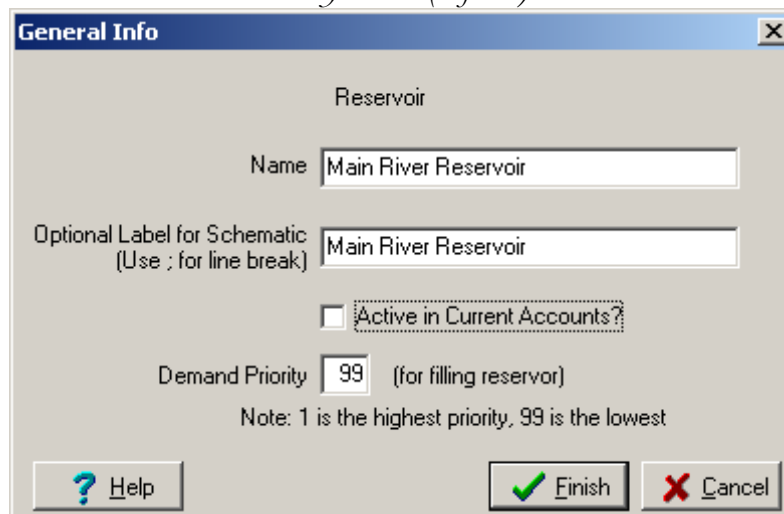 General Info
Reservoir
Name Main River Reservoir
Optional Label for Schematic
(Use ; for line break) Main River Reservoir
Active in Current Accounts?
Demand Priority 99 (for filling reservor)
Note: 1 is the highest priority, 99 is the lowest
? Help Finish Cancel